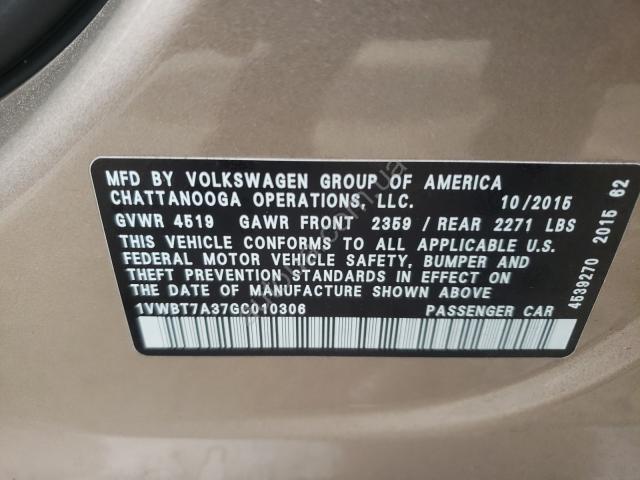 MFD BY VOLKSWAGEN GROUP OF AMERICA
CHATTANOOGA OPERATIONS, LLC. 10/2015
GVWR 4519 GAWR FRONT 2359 / REAR 2271 LBS
THIS VEHICLE CONFORMS TO ALL APPLICABLE U.S.
FEDERAL MOTOR VEHICLE SAFETY, BUMPER AND
THEFT PREVENTION STANDARDS IN EFFECT ON
THE DATE OF MANUFACTURE SHOWN ABOVE
1VWBT7A37GC010306 PASSENGER CAR
4539270 2015 62